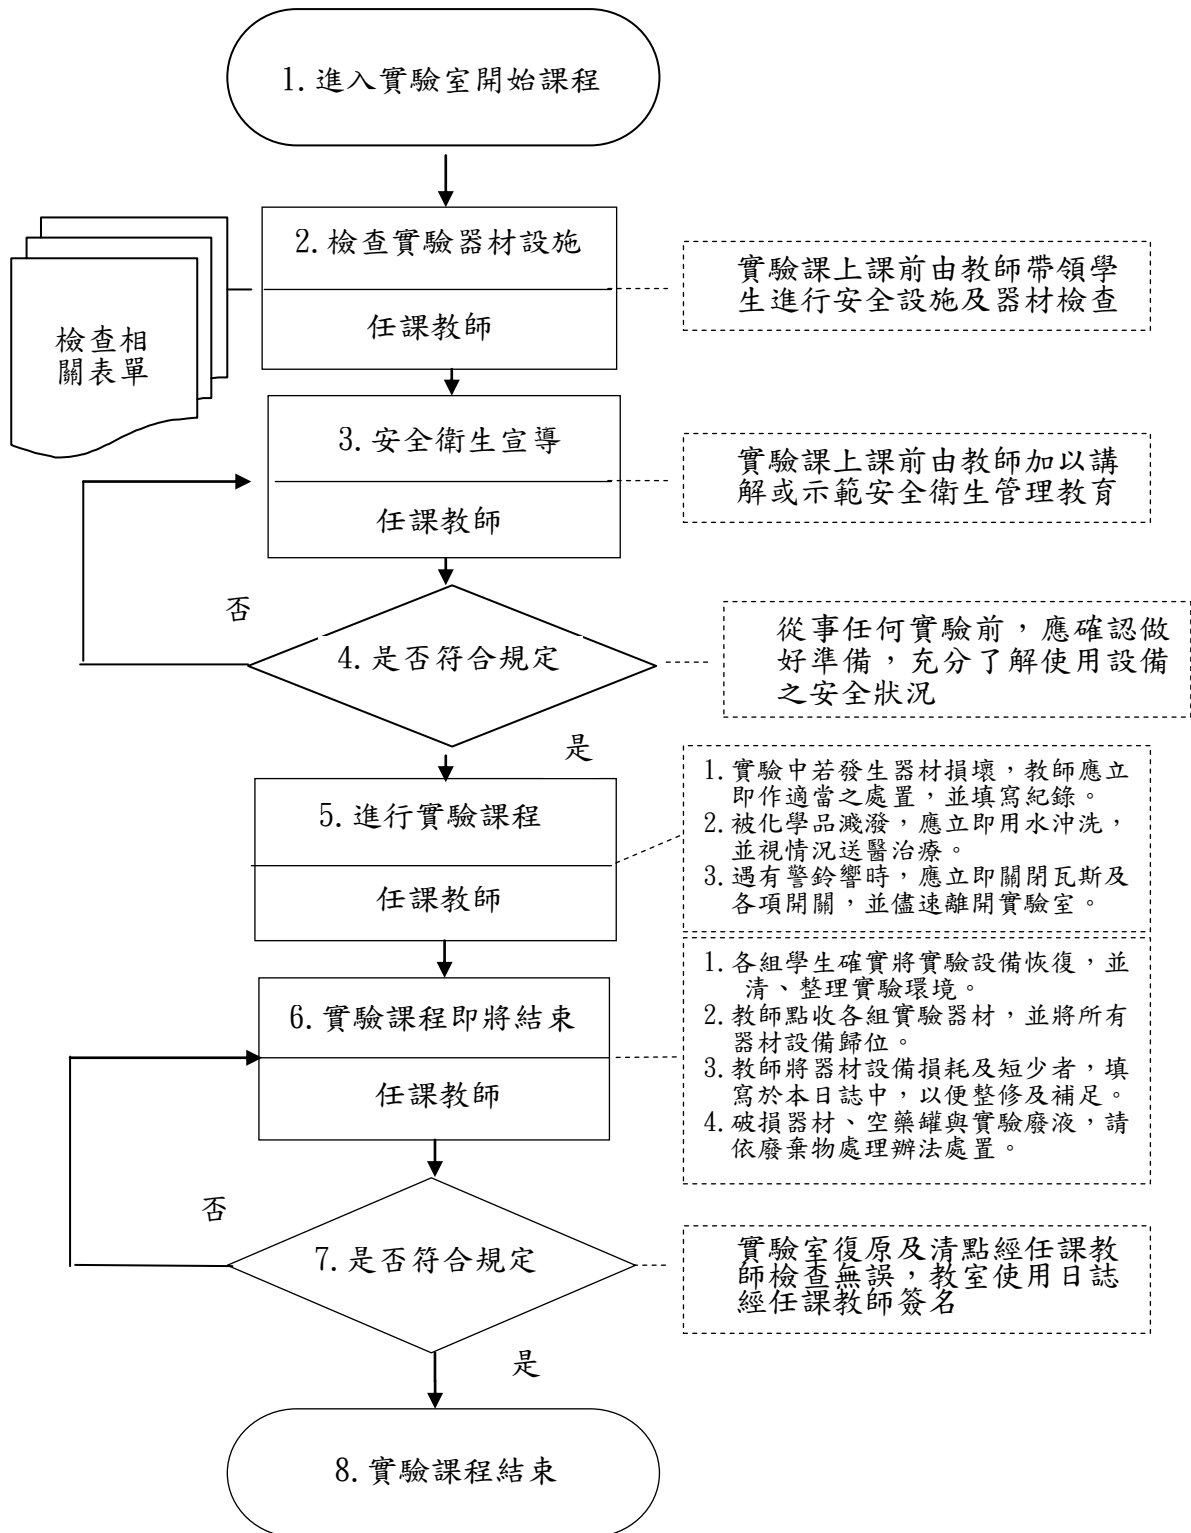 1.進入實驗室開始課程
2.檢查實驗器材設施
任課教師
檢查相
關表單
實驗課上課前由教師帶領學
生進行安全設施及器材檢查
3.安全衛生宣導
任課教師
實驗課上課前由教師加以講
解或示範安全衛生管理教育
否
4.是否符合規定
從事任何實驗前，應確認做
好準備，充分了解使用設備
之安全狀況
是
5.進行實驗課程
任課教師
1.實驗中若發生器材損壞，教師應立
即作適當之處置，並填寫紀錄。
2.被化學品濺潑，應立即用水沖洗，
並視情況送醫治療。
3.遇有警鈴響時，應立即關閉瓦斯及
各項開關，並儘速離開實驗室。
6.實驗課程即將結束
任課教師
1.各組學生確實將實驗設備恢復，並
清、整理實驗環境。
2.教師點收各組實驗器材，並將所有
器材設備歸位。
3.教師將器材設備損耗及短少者，填
寫於本日誌中，以便整修及補足。
4.破損器材、空藥罐與實驗廢液，請
依廢棄物處理辦法處置。
否
7.是否符合規定
實驗室復原及清點經任課教
師檢查無誤，教室使用日誌
經任課教師簽名
是
8.實驗課程結束